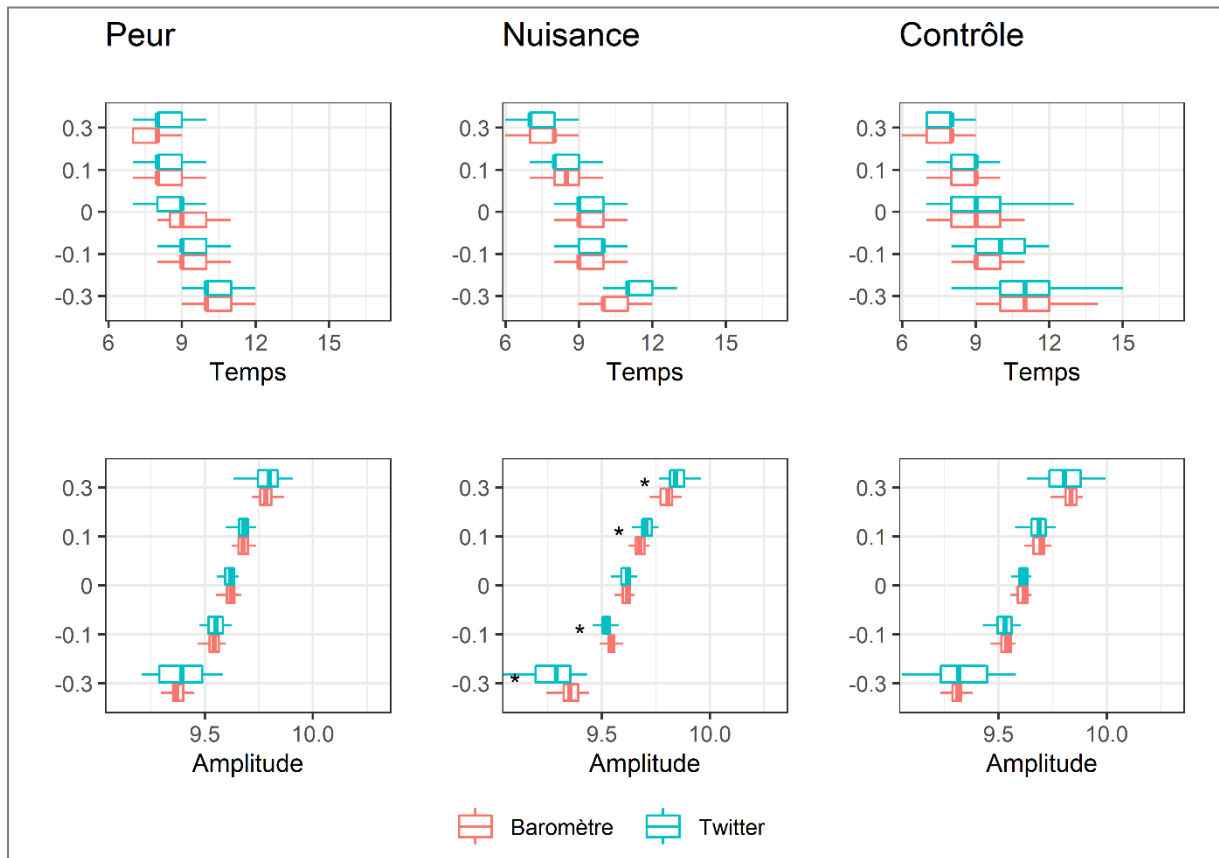 Peur Nuisance Contrôle
0.3 0.3 0.3
0.1 0.1 0.1
0 0 0
-0.1 -0.1 -0.1
-0.3 -0.3 -0.3
6 9 12 15 6 9 12 15 6 9 12 15
Temps Temps Temps
0.3 * 0.3 0.3
0.1 * 0.1 0.1
0 0 0
-0.1 * -0.1 -0.1
-0.3 * -0.3 -0.3
9.5 10.0 9.5 10.0 9.5 10.0
Amplitude Amplitude Amplitude
Baromètre Twitter